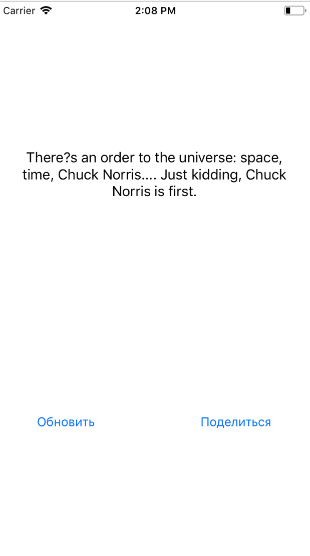 Carrier 2:08 PM
There?s an order to the universe: space,
time, Chuck Norris.... Just kidding, Chuck
Norris is first.
Обновить Поделиться